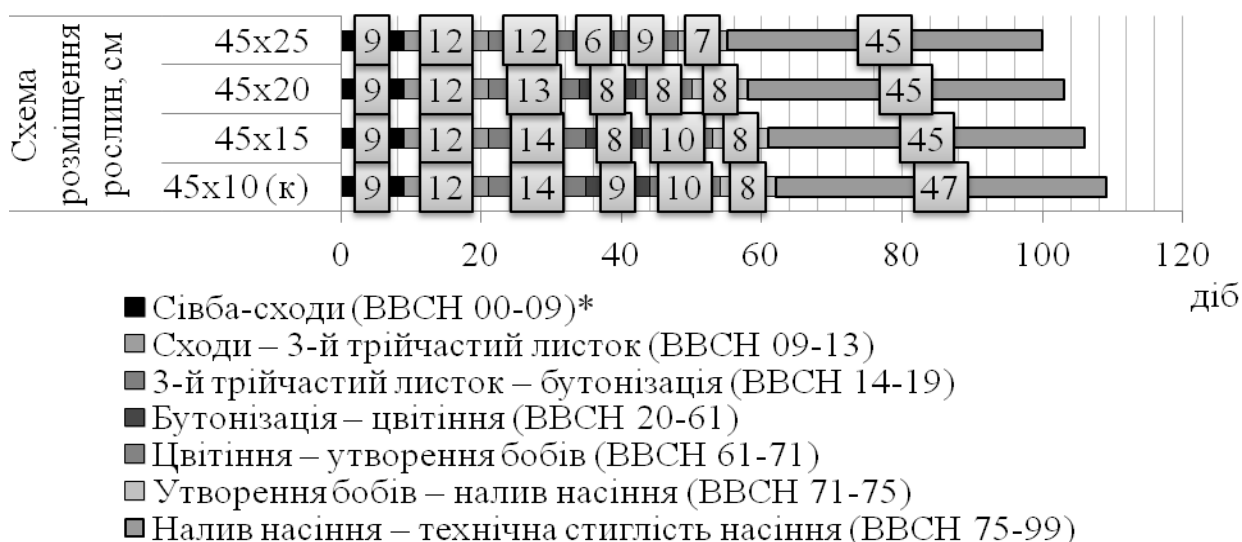 Схема розміщення рослин, см
45х25
9 12 12 6 9 7 45
45х20
9 12 13 8 8 8 45
45х15
9 12 14 8 10 8 45
45х10 (к)
9 12 14 9 10 8 47
0 20 40 60 80 100 120
діб
Сівба-сходи (ВВСН 00-09)*
Сходи – 3-й трійчастий листок (ВВСН 09-13)
3-й трійчастий листок – бутонізація (ВВСН 14-19)
Бутонізація – цвітіння (ВВСН 20-61)
Цвітіння – утворення бобів (ВВСН 61-71)
Утворення бобів – налив насіння (ВВСН 71-75)
Налив насіння – технічна стиглість насіння (ВВСН 75-99)